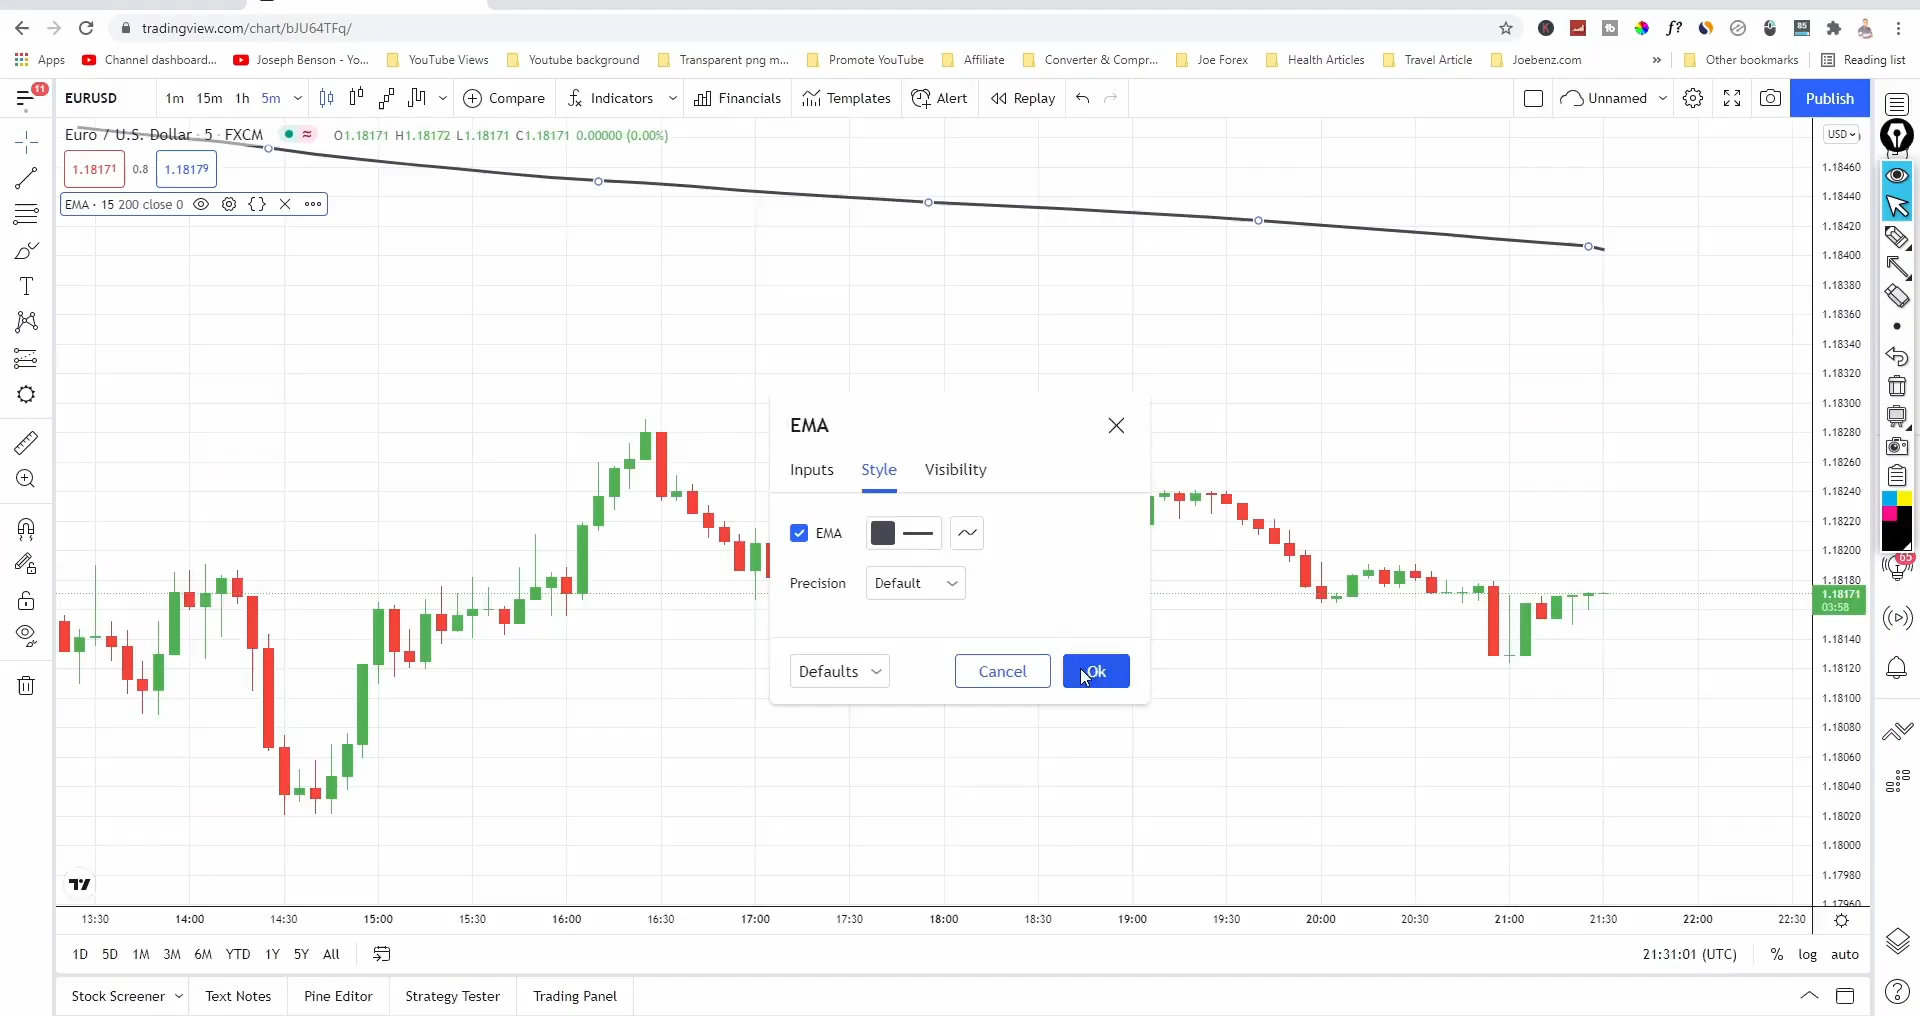 tradingview.com/chart/bJU64TFq/
Apps
Channel dashboard...
Joseph Benson - Yo...
YouTube Views
Youtube background
Transparent png m...
Promote YouTube
Affiliate
Converter & Compr...
Joe Forex
Health Articles
Travel Article
Joebenz.com
»
Other bookmarks
Reading list
11
EURUSD
1m 15m 1h 5m
Compare
Indicators
Financials
Templates
Alert
Replay
Unnamed
Publish
Euro / U.S. Dollar · 5 · FXCM
O1.18171 H1.18172 L1.18171 C1.18171 0.00000 (0.00%)
USD
1.18171 0.8 1.18179
EMA · 15 200 close 0
1.18460
1.18440
1.18420
1.18400
1.18380
1.18360
1.18340
1.18320
1.18300
1.18280
1.18260
1.18240
1.18220
1.18200
1.18180
1.18171
03:58
1.18140
1.18120
1.18100
1.18080
1.18060
1.18040
1.18020
1.18000
1.17980
1.17960
85
65
EMA
Inputs Style Visibility
EMA
Precision Default
Defaults Cancel Ok
13:30 14:00 14:30 15:00 15:30 16:00 16:30 17:00 17:30 18:00 18:30 19:00 19:30 20:00 20:30 21:00 21:30 22:00 22:30
1D 5D 1M 3M 6M YTD 1Y 5Y All
21:31:01 (UTC) % log auto
Stock Screener Text Notes Pine Editor Strategy Tester Trading Panel